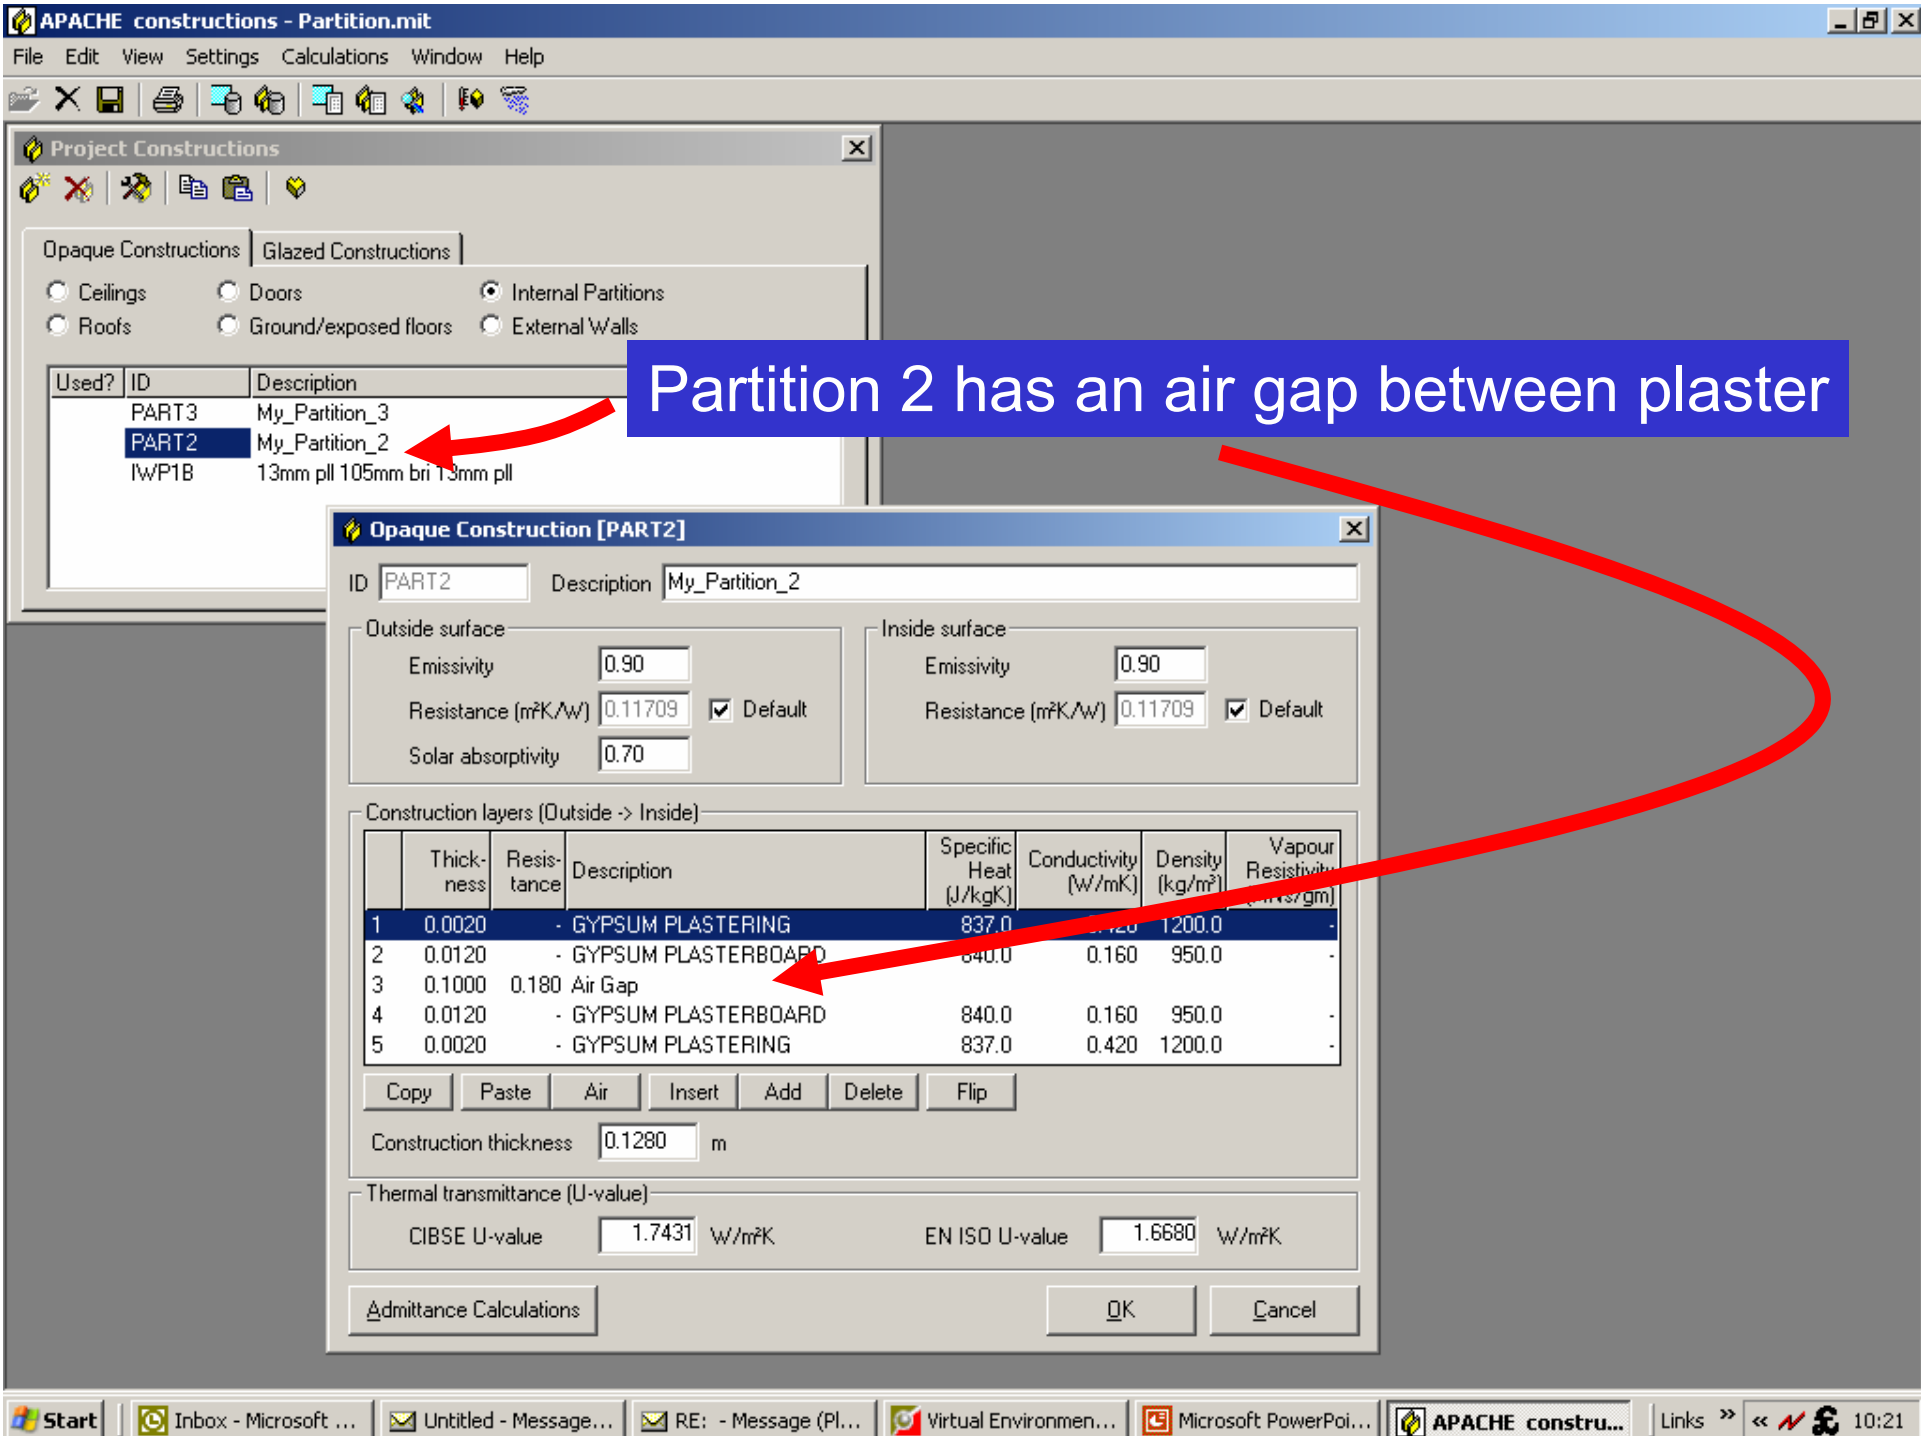 APACHE constructions - Partition.mit
File Edit View Settings Calculations Window Help
Project Constructions
Opaque Constructions Glazed Constructions
Ceilings Doors Internal Partitions
Roofs Ground/exposed floors External Walls
Used? ID Description
PART3 My_Partition_3
PART2 My_Partition_2
IWP1B 13mm pll 105mm bri 13mm pll
Partition 2 has an air gap between plaster
Opaque Construction [PART2]
ID PART2 Description My_Partition_2
Outside surface
Emissivity 0.90
Resistance (m²K/W) 0.11709 Default
Solar absorptivity 0.70
Inside surface
Emissivity 0.90
Resistance (m²K/W) 0.11709 Default
Construction layers (Outside -> Inside)
Thick-ness Resis-tance Description Specific Heat (J/kgK) Conductivity (W/mK) Density (kg/m³) Vapour Resistivity
1 0.0020 - GYPSUM PLASTERING 837.0 0.420 1200.0 -
2 0.0120 - GYPSUM PLASTERBOARD 840.0 0.160 950.0 -
3 0.1000 0.180 Air Gap
4 0.0120 - GYPSUM PLASTERBOARD 840.0 0.160 950.0 -
5 0.0020 - GYPSUM PLASTERING 837.0 0.420 1200.0 -
Copy Paste Air Insert Add Delete Flip
Construction thickness 0.1280 m
Thermal transmittance (U-value)
CIBSE U-value 1.7431 W/m²K EN ISO U-value 1.6680 W/m²K
Admittance Calculations OK Cancel
Start Inbox - Microsoft ... Untitled - Message... RE: - Message (Pl... Virtual Environmen... Microsoft PowerPoi... APACHE constru... Links » « 10:21